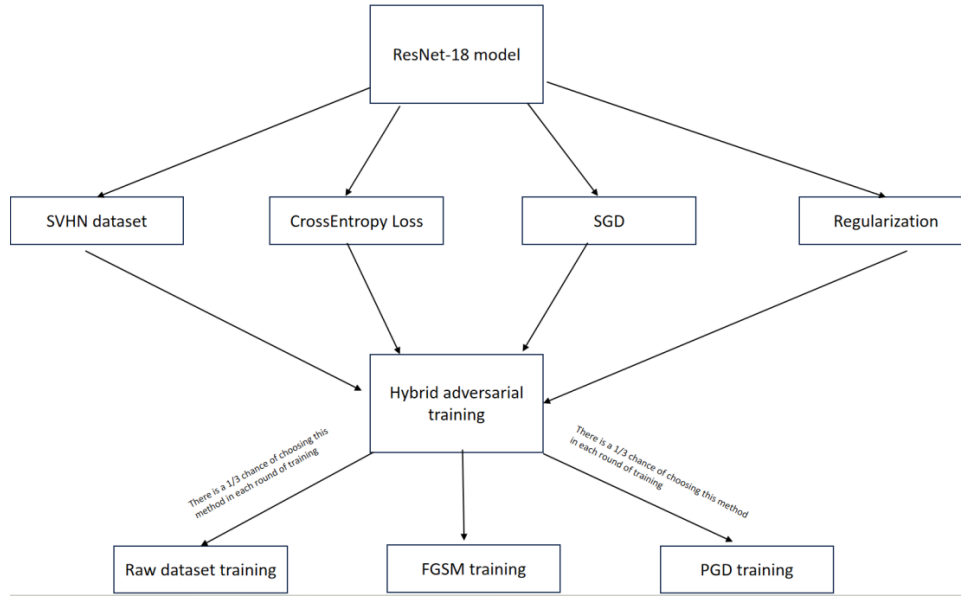 ResNet-18 model
SVHN dataset
CrossEntropy Loss
SGD
Regularization
Hybrid adversarial
training
There is a 1/3 chance of choosing this
method in each round of training
There is a 1/3 chance of choosing this method
in each round of training
Raw dataset training
FGSM training
PGD training